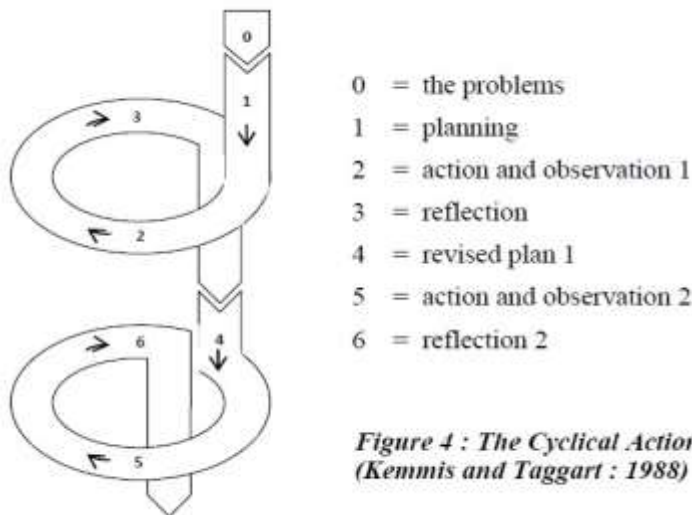 0
1
3
2
4
6
5
0 = the problems
1 = planning
2 = action and observation 1
3 = reflection
4 = revised plan 1
5 = action and observation 2
6 = reflection 2
Figure 4 : The Cyclical Action
(Kemmis and Taggart : 1988)